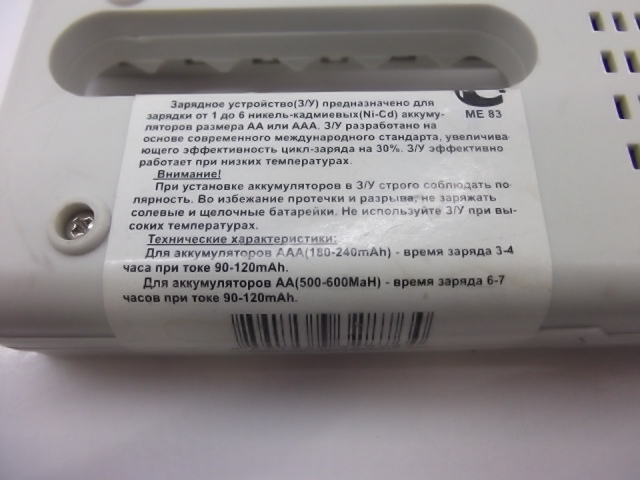 Зарядное устройство(З/У) предназначено для
зарядки от 1 до 6 никель-кадмиевых(Ni-Cd) аккуму-
ляторов размера АА или ААА. З/У разработано на
основе современного международного стандарта, увеличива-
ющего эффективность цикл-заряда на 30%. З/У эффективно
работает при низких температурах.
Внимание!
При установке аккумуляторов в З/У строго соблюдать по-
лярность. Во избежание протечки и разрыва, не заряжать
солевые и щелочные батарейки. Не используйте З/У при вы-
соких температурах.
Технические характеристики:
Для аккумуляторов ААА(180-240mAh) - время заряда 3-4
часа при токе 90-120mAh.
Для аккумуляторов АА(500-600MaH) - время заряда 6-7
часов при токе 90-120mAh.
МЕ 83